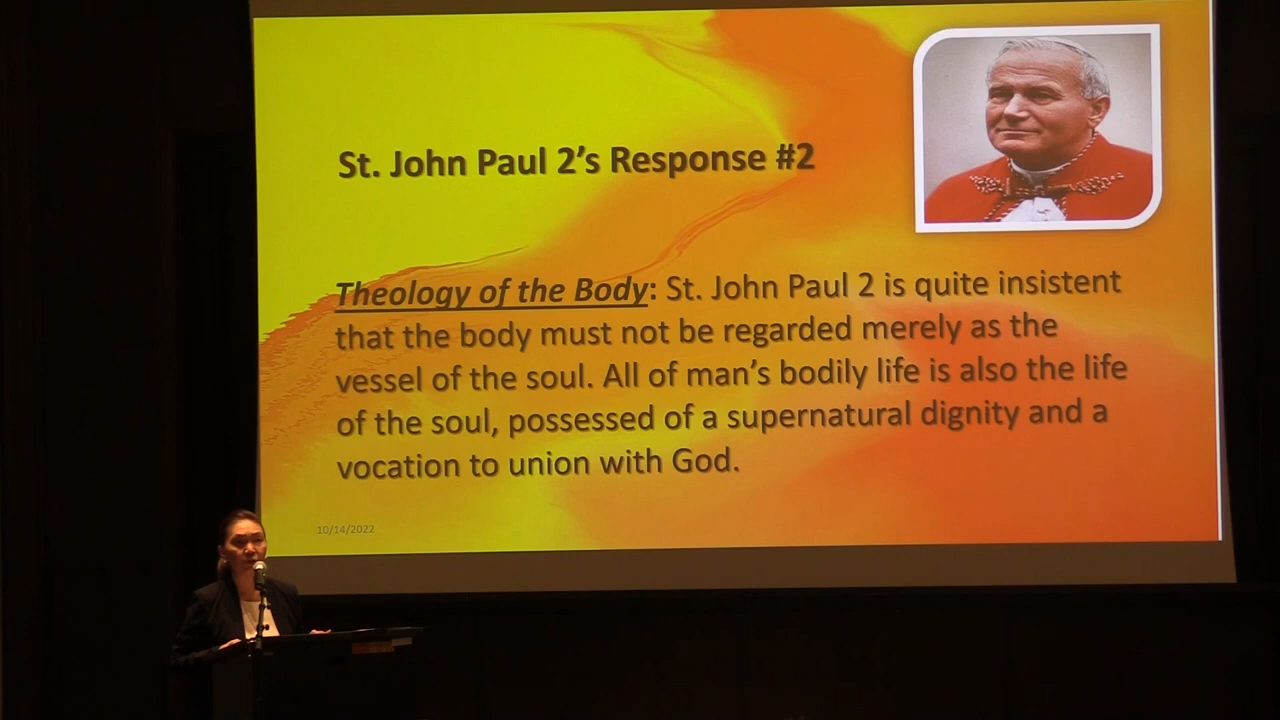 St. John Paul 2’s Response #2
Theology of the Body: St. John Paul 2 is quite insistent
that the body must not be regarded merely as the
vessel of the soul. All of man’s bodily life is also the life
of the soul, possessed of a supernatural dignity and a
vocation to union with God.
10/14/2022